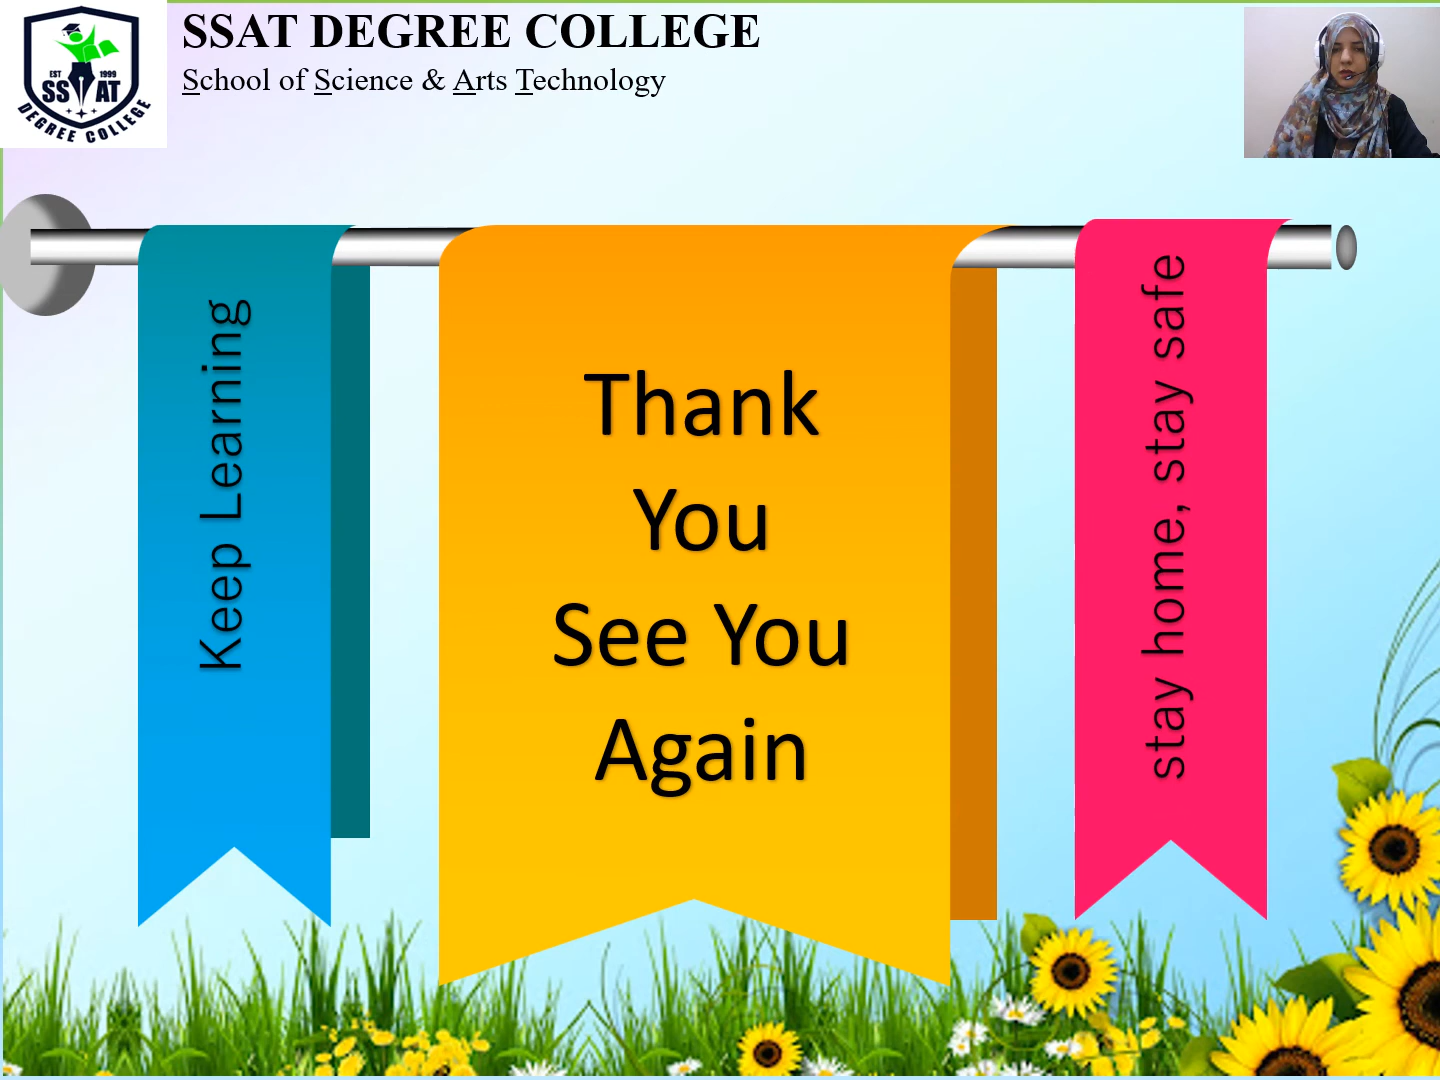 SSAT DEGREE COLLEGE
School of Science & Arts Technology
EST 1999
SS AT
DEGREE COLLEGE
Keep Learning
Thank
You
See You
Again
stay home, stay safe